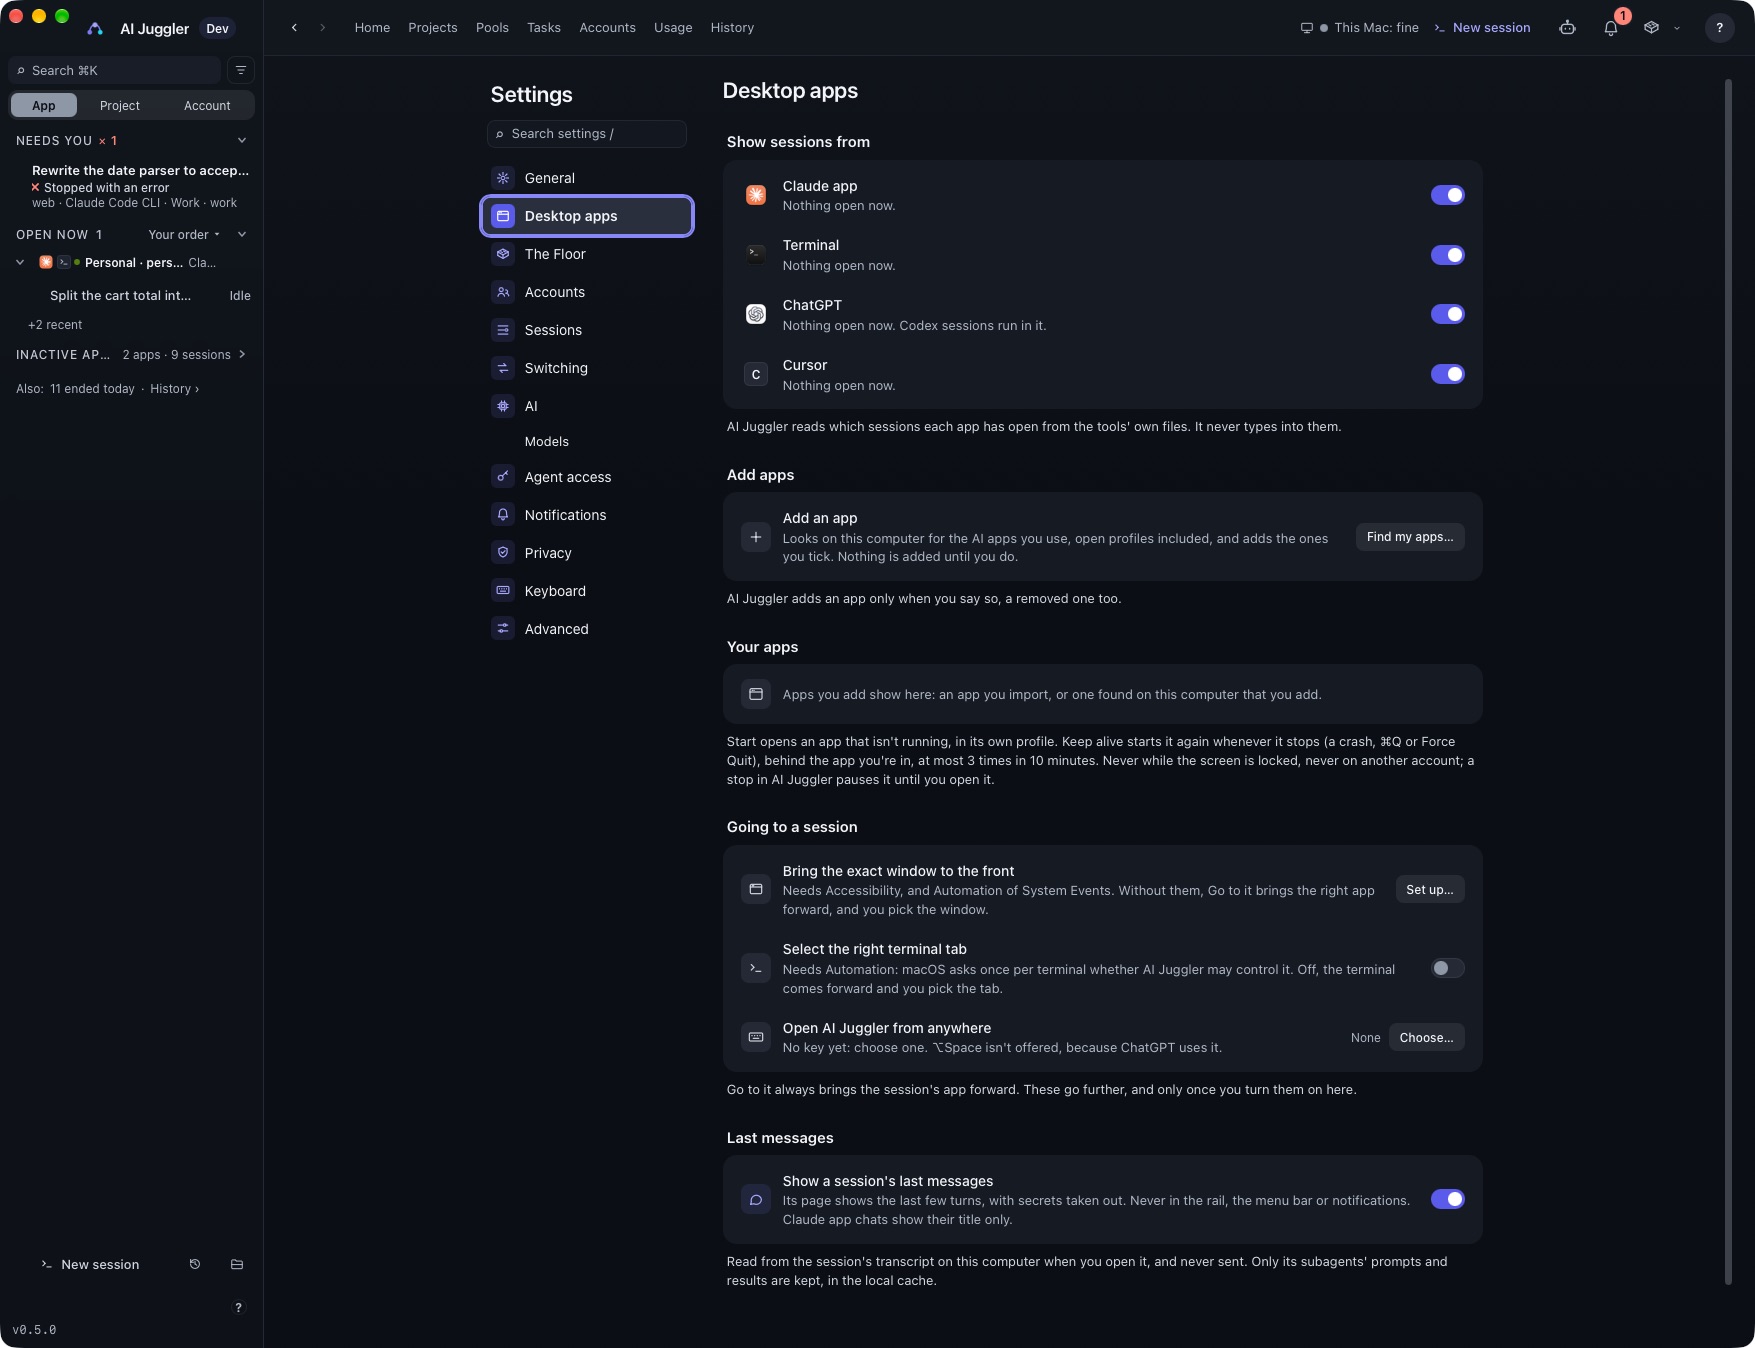 AI Juggler Dev
Search ⌘K
App Project Account
NEEDS YOU × 1
Rewrite the date parser to accep...
× Stopped with an error
web · Claude Code CLI · Work · work
OPEN NOW 1 Your order
Personal · pers... Cla...
Split the cart total int... Idle
+2 recent
INACTIVE AP... 2 apps · 9 sessions
Also: 11 ended today · History ›
New session
?
v0.5.0
Home Projects Pools Tasks Accounts Usage History
This Mac: fine New session 1 ?
Settings
Search settings /
General
Desktop apps
The Floor
Accounts
Sessions
Switching
AI
Models
Agent access
Notifications
Privacy
Keyboard
Advanced
Desktop apps
Show sessions from
Claude app
Nothing open now.
Terminal
Nothing open now.
ChatGPT
Nothing open now. Codex sessions run in it.
C Cursor
Nothing open now.
AI Juggler reads which sessions each app has open from the tools' own files. It never types into them.
Add apps
Add an app
Looks on this computer for the AI apps you use, open profiles included, and adds the ones
you tick. Nothing is added until you do.
Find my apps...
AI Juggler adds an app only when you say so, a removed one too.
Your apps
Apps you add show here: an app you import, or one found on this computer that you add.
Start opens an app that isn't running, in its own profile. Keep alive starts it again whenever it stops (a crash, ⌘Q or Force
Quit), behind the app you're in, at most 3 times in 10 minutes. Never while the screen is locked, never on another account; a
stop in AI Juggler pauses it until you open it.
Going to a session
Bring the exact window to the front
Needs Accessibility, and Automation of System Events. Without them, Go to it brings the right app
forward, and you pick the window.
Set up...
Select the right terminal tab
Needs Automation: macOS asks once per terminal whether AI Juggler may control it. Off, the terminal
comes forward and you pick the tab.
Open AI Juggler from anywhere
No key yet: choose one. ⌥Space isn't offered, because ChatGPT uses it.
None Choose...
Go to it always brings the session's app forward. These go further, and only once you turn them on here.
Last messages
Show a session's last messages
Its page shows the last few turns, with secrets taken out. Never in the rail, the menu bar or notifications.
Claude app chats show their title only.
Read from the session's transcript on this computer when you open it, and never sent. Only its subagents' prompts and
results are kept, in the local cache.